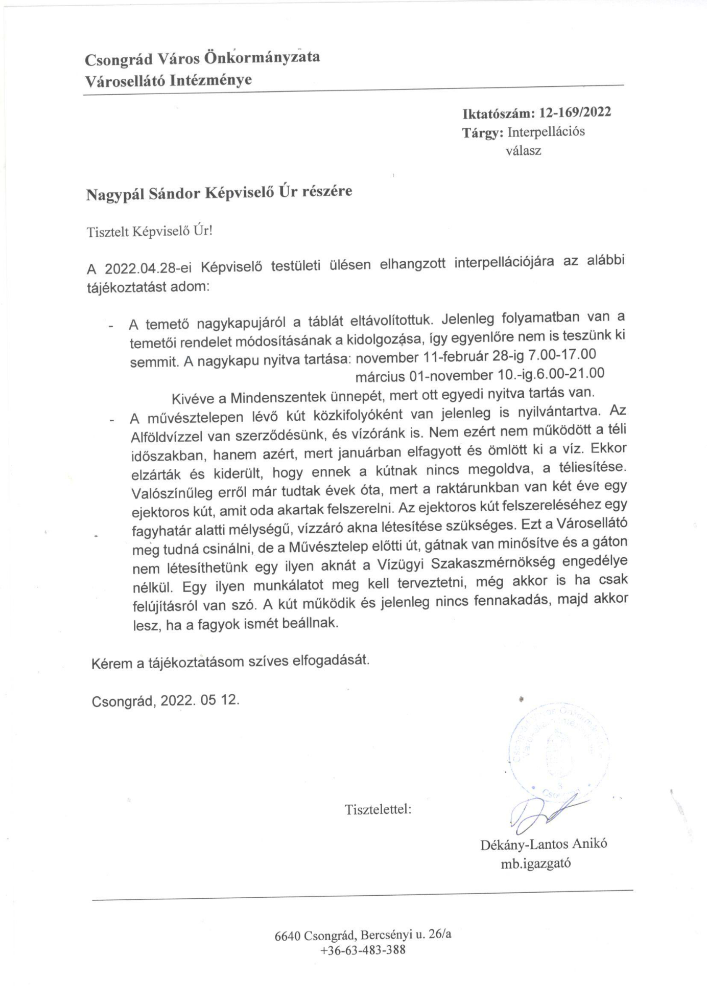 Csongrád Város Önkormányzata
Városellátó Intézménye
Iktatószám: 12-169/2022
Tárgy: Interpellációs
válasz
Nagypál Sándor Képviselő Úr részére
Tisztelt Képviselő Úr!
A 2022.04.28-ei Képviselő testületi ülésen elhangzott interpellációjára az alábbi
tájékoztatást adom:
- A temető nagykapujáról a táblát eltávolítottuk. Jelenleg folyamatban van a
temetői rendelet módosításának a kidolgozása, így egyenlőre nem is teszünk ki
semmit. A nagykapu nyitva tartása: november 11-február 28-ig 7.00-17.00
március 01-november 10.-ig.6.00-21.00
Kivéve a Mindenszentek ünnepét, mert ott egyedi nyitva tartás van.
- A művésztelepen lévő kút közkifolyóként van jelenleg is nyilvántartva. Az
Alföldvízzel van szerződésünk, és vízóránk is. Nem ezért nem működött a téli
időszakban, hanem azért, mert januárban elfagyott és ömlött ki a víz. Ekkor
elzárták és kiderült, hogy ennek a kútnak nincs megoldva, a téliesítése.
Valószínűleg erről már tudtak évek óta, mert a raktárunkban van két éve egy
ejektoros kút, amit oda akartak felszerelni. Az ejektoros kút felszereléséhez egy
fagyhatár alatti mélységű, vízzáró akna létesítése szükséges. Ezt a Városellátó
meg tudná csinálni, de a Művésztelep előtti út, gátnak van minősítve és a gáton
nem létesíthetünk egy ilyen aknát a Vízügyi Szakaszmérnökség engedélye
nélkül. Egy ilyen munkálatot meg kell terveztetni, még akkor is ha csak
felújításról van szó. A kút működik és jelenleg nincs fennakadás, majd akkor
lesz, ha a fagyok ismét beállnak.
Kérem a tájékoztatásom szíves elfogadását.
Csongrád, 2022. 05 12.
3
Tisztelettel:
Dékány-Lantos Anikó
mb.igazgató
6640 Csongrád, Bercsényi u. 26/a
+36-63-483-388